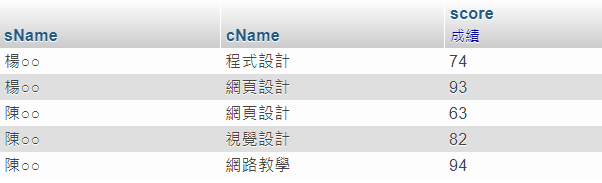 score
sName cName 成績
楊○○ 程式設計 74
楊○○ 網頁設計 93
陳○○ 網頁設計 63
陳○○ 視覺設計 82
陳○○ 網路教學 94